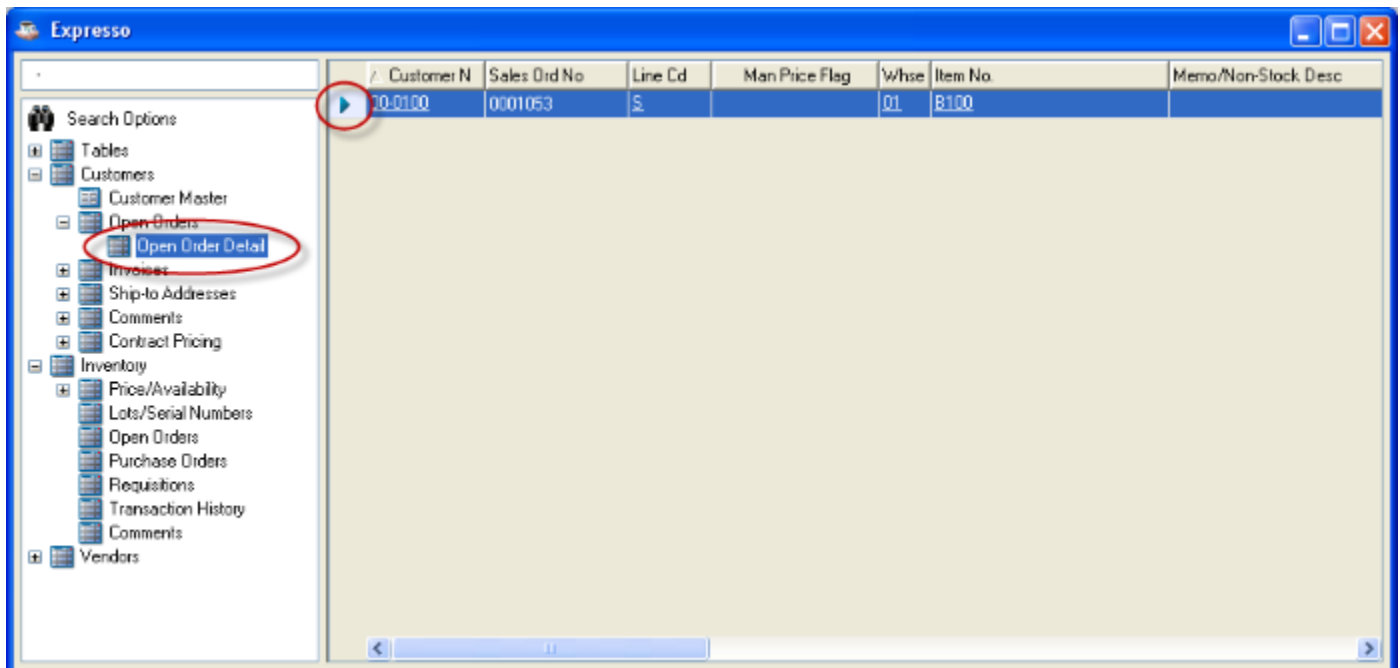 Expresso
Customer N Sales Ord No Line Cd Man Price Flag Whse Item No. Memo/Non-Stock Desc
00-0100 0001053 S 01 B100
Search Options
Tables
Customers
Customer Master
Open Orders
Open Order Detail
Invoices
Ship-to Addresses
Comments
Contract Pricing
Inventory
Price/Availability
Lots/Serial Numbers
Open Orders
Purchase Orders
Requisitions
Transaction History
Comments
Vendors